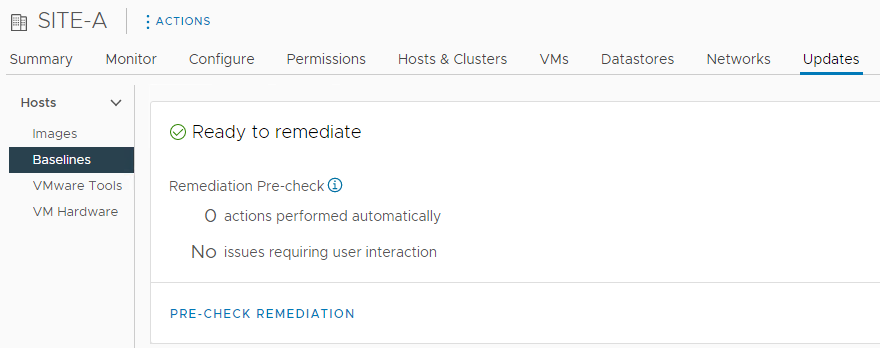 SITE-A
ACTIONS
Summary Monitor Configure Permissions Hosts & Clusters VMs Datastores Networks Updates
Hosts
Images
Baselines
VMware Tools
VM Hardware
Ready to remediate
Remediation Pre-check
0 actions performed automatically
No issues requiring user interaction
PRE-CHECK REMEDIATION